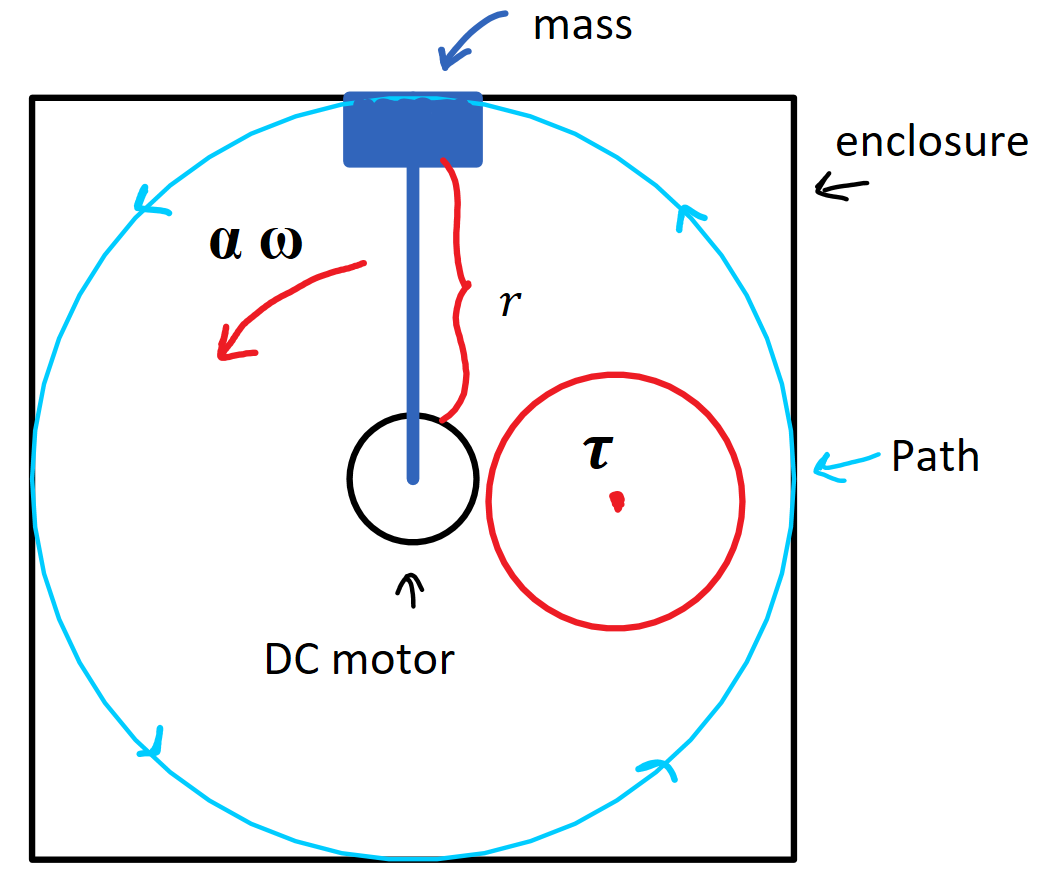 mass
enclosure
α ω
r
τ
Path
DC motor